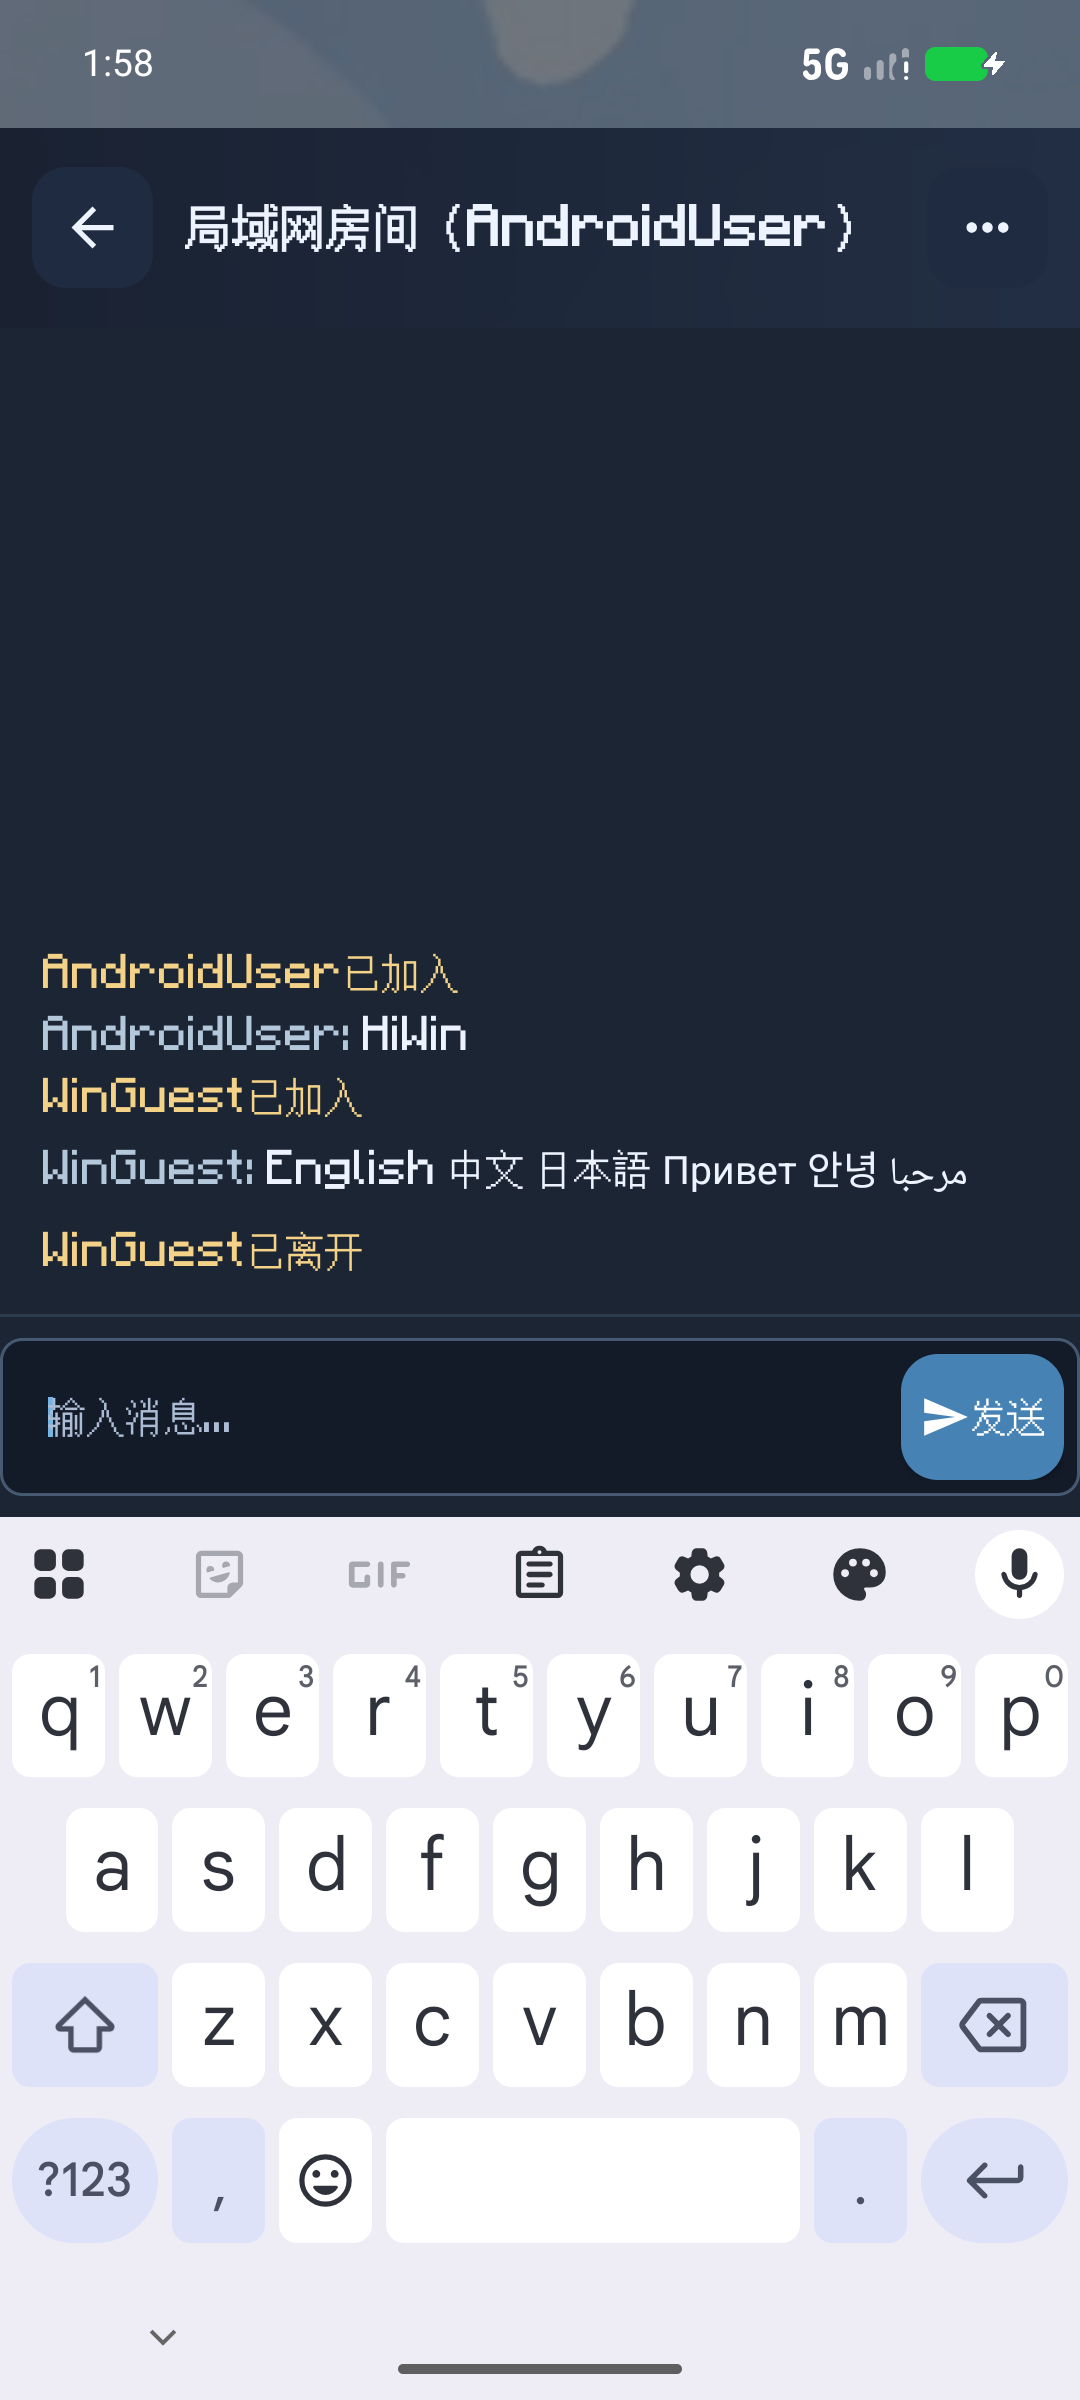 1:58
5G
局域网房间（AndroidUser）
AndroidUser已加入
AndroidUser: HiWin
WinGuest已加入
WinGuest: English 中文 日本語 Привет 안녕 مرحبا
WinGuest已离开
输入消息...
发送
GIF
q 1 w 2 e 3 r 4 t 5 y 6 u 7 i 8 o 9 p 0
a s d f g h j k l
z x c v b n m
?123 , .